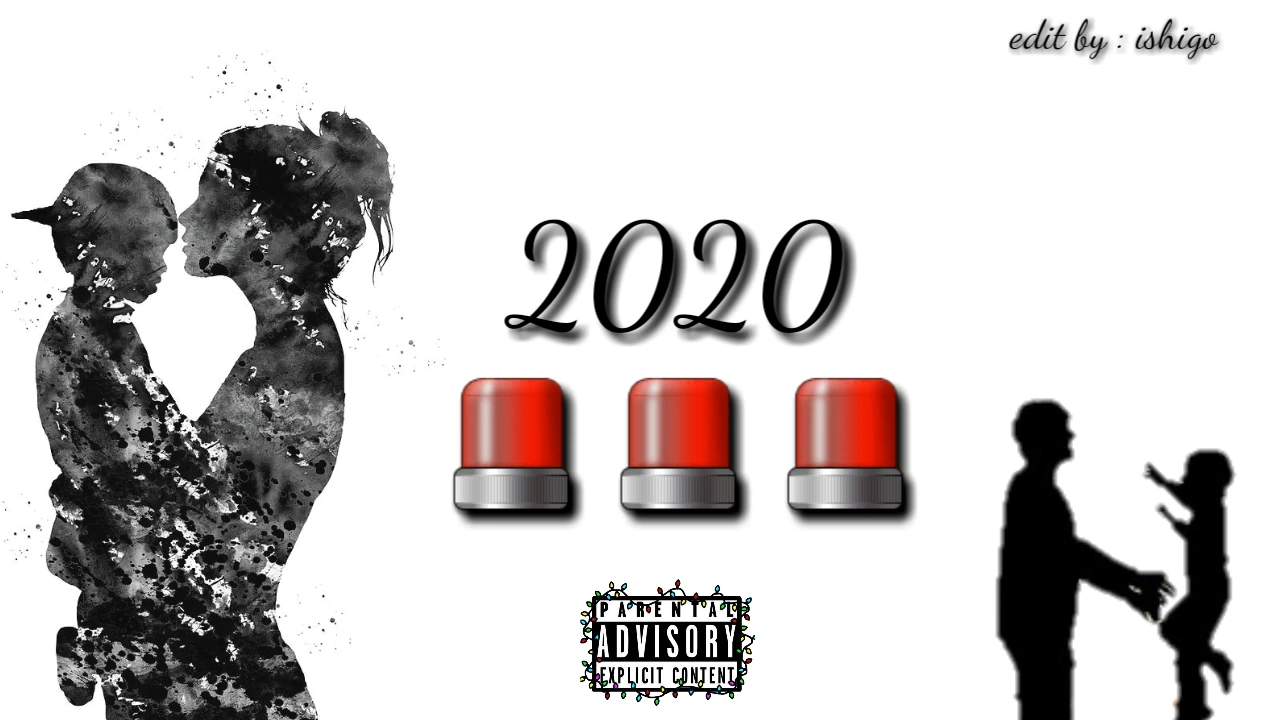 edit by : ishigo
2020
PARENTAL
ADVISORY
EXPLICIT CONTENT